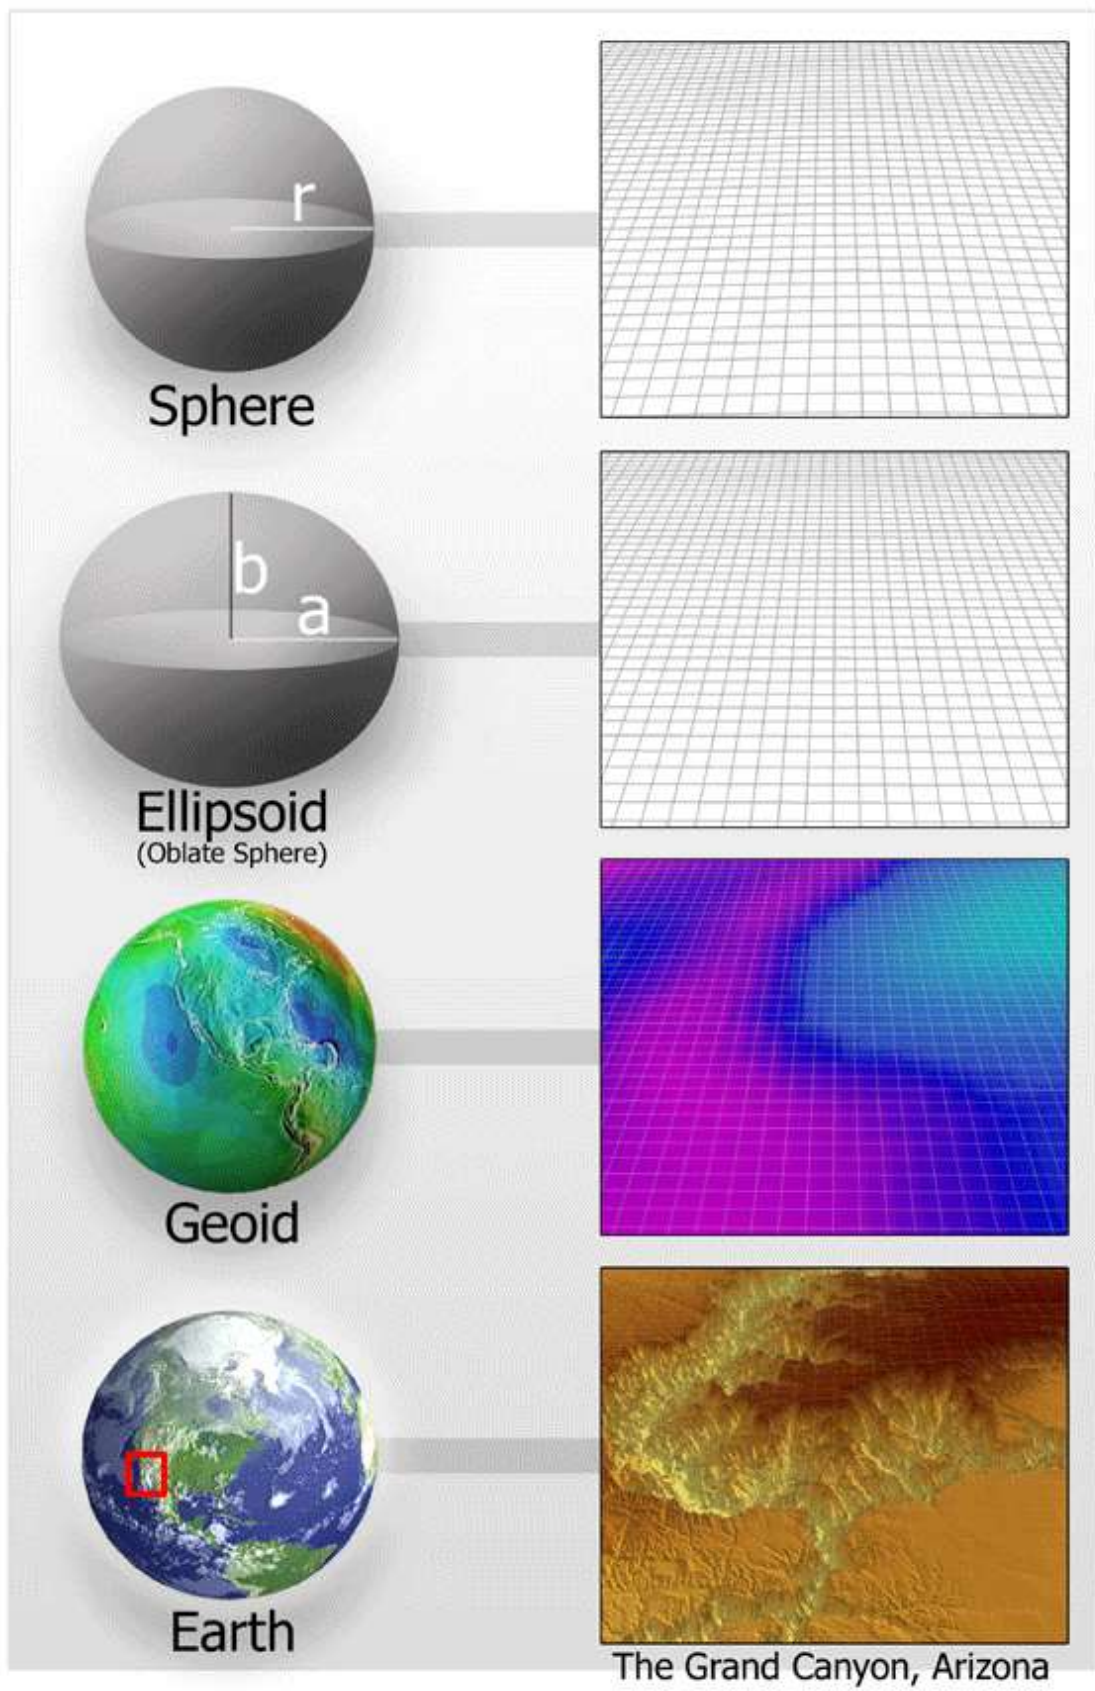 r
Sphere
b
a
Ellipsoid
(Oblate Sphere)
Geoid
Earth
The Grand Canyon, Arizona